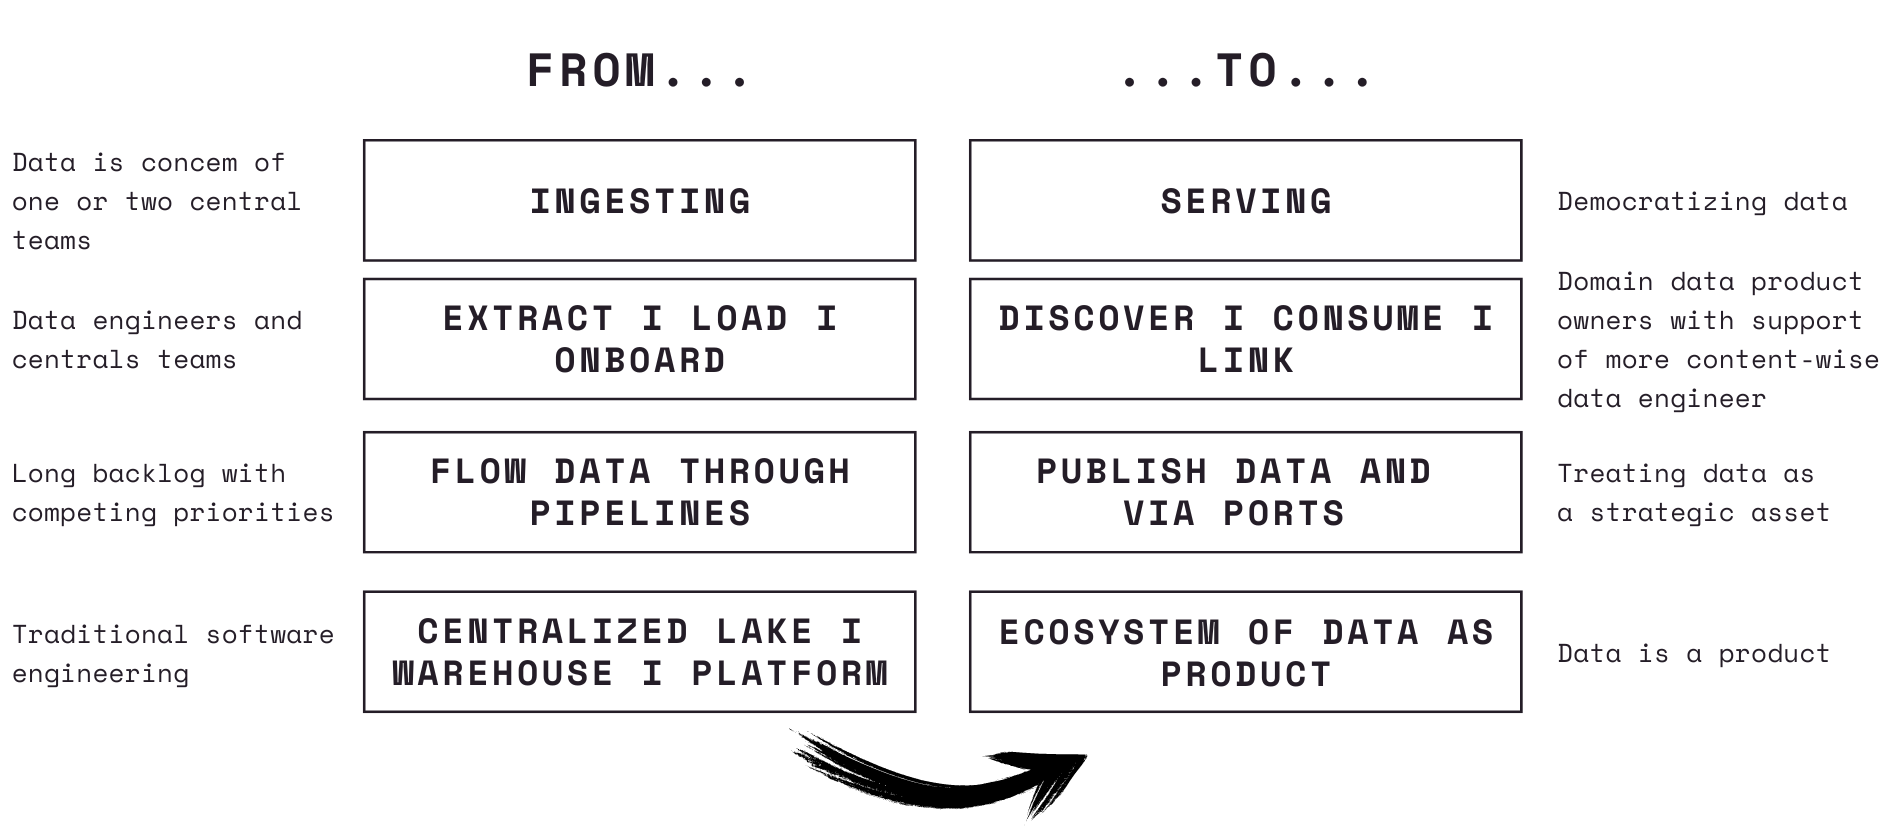 FROM...
...TO...
Data is concem of
one or two central
teams
INGESTING
SERVING
Democratizing data
Data engineers and
centrals teams
EXTRACT I LOAD I
ONBOARD
DISCOVER I CONSUME I
LINK
Domain data product
owners with support
of more content-wise
data engineer
Long backlog with
competing priorities
FLOW DATA THROUGH
PIPELINES
PUBLISH DATA AND
VIA PORTS
Treating data as
a strategic asset
Traditional software
engineering
CENTRALIZED LAKE I
WAREHOUSE I PLATFORM
ECOSYSTEM OF DATA AS
PRODUCT
Data is a product